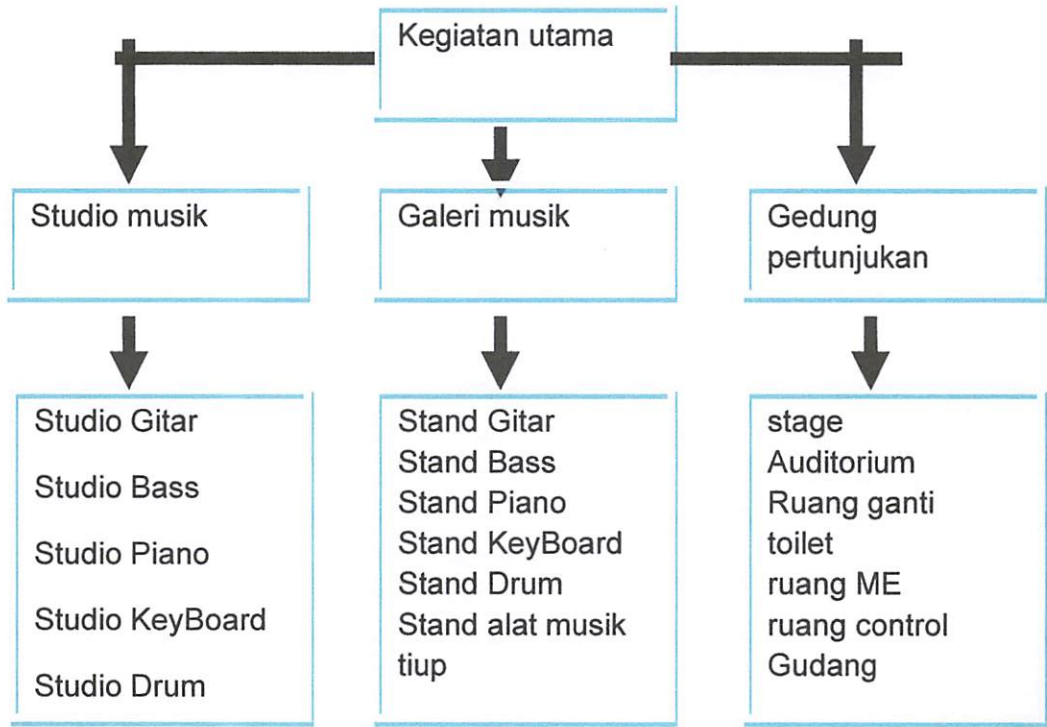 Kegiatan utama
Studio musik
Galeri musik
Gedung
pertunjukan
Studio Gitar
Studio Bass
Studio Piano
Studio KeyBoard
Studio Drum
Stand Gitar
Stand Bass
Stand Piano
Stand KeyBoard
Stand Drum
Stand alat musik
tiup
stage
Auditorium
Ruang ganti
toilet
ruang ME
ruang control
Gudang